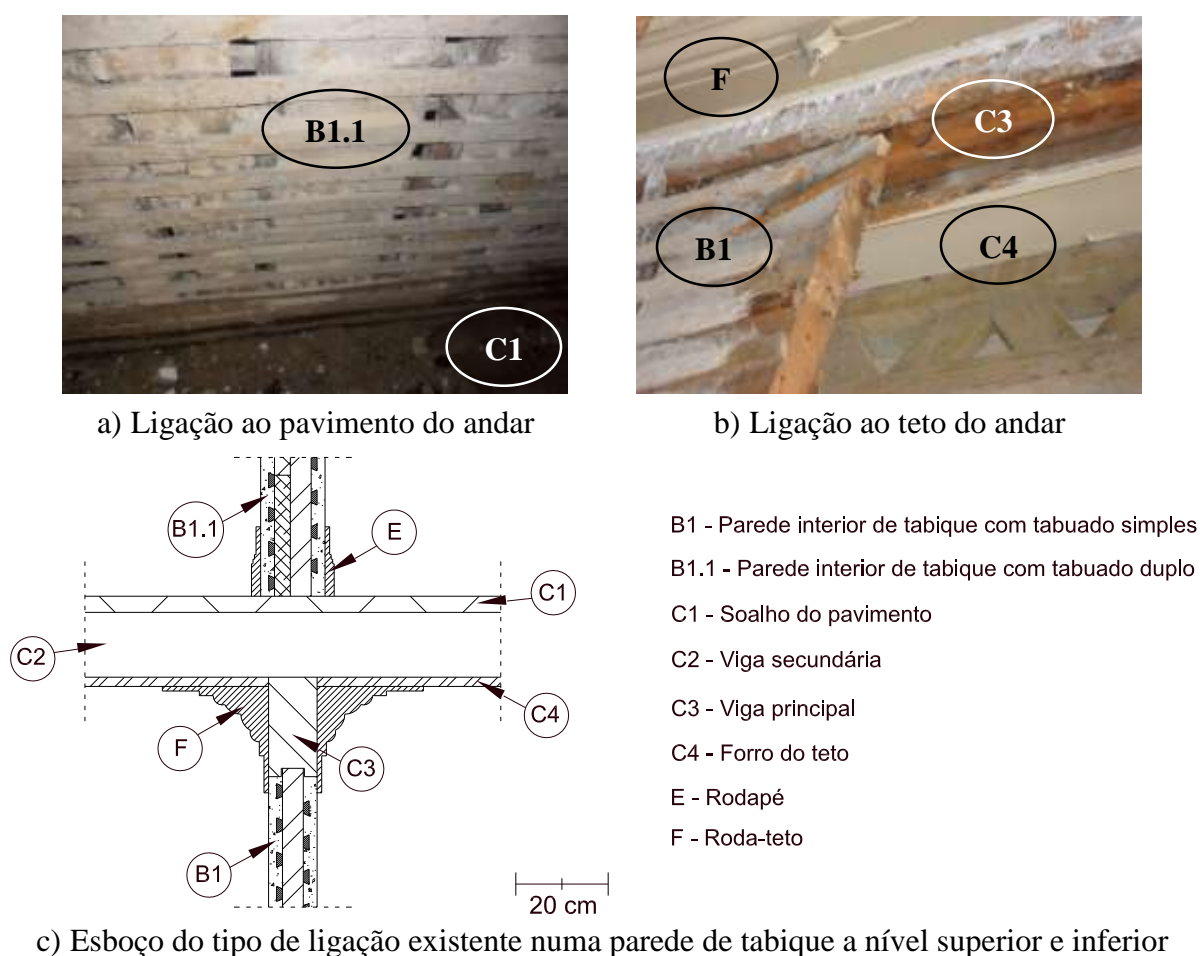 B1.1
C1
F
C3
B1
C4
a) Ligação ao pavimento do andar
b) Ligação ao teto do andar
B1.1
E
C1
C2
C4
F
C3
B1
20 cm
B1 - Parede interior de tabique com tabuado simples
B1.1 - Parede interior de tabique com tabuado duplo
C1 - Soalho do pavimento
C2 - Viga secundária
C3 - Viga principal
C4 - Forro do teto
E - Rodapé
F - Roda-teto
c) Esboço do tipo de ligação existente numa parede de tabique a nível superior e inferior